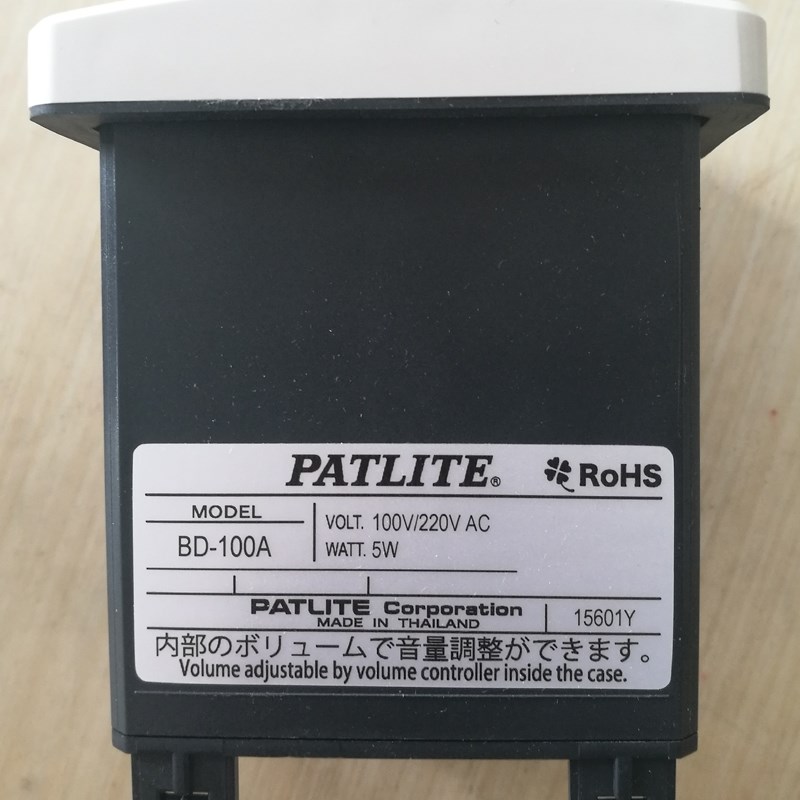 PATLITE® RoHS
MODEL
BD-100A
VOLT. 100V/220V AC
WATT. 5W
PATLITE Corporation
MADE IN THAILAND
15601Y
内部のボリュームで音量調整ができます。
Volume adjustable by volume controller inside the case.